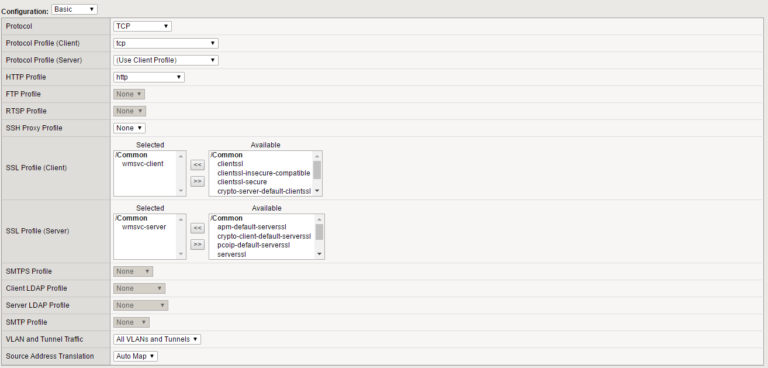 Configuration: Basic
Protocol TCP
Protocol Profile (Client) tcp
Protocol Profile (Server) (Use Client Profile)
HTTP Profile http
FTP Profile None
RTSP Profile None
SSH Proxy Profile None
SSL Profile (Client)
Selected
/Common
wmsvc-client
<<
>>
Available
/Common
clientssl
clientssl-insecure-compatible
clientssl-secure
crypto-server-default-clientssl
SSL Profile (Server)
Selected
/Common
wmsvc-server
<<
>>
Available
/Common
apm-default-serverssl
crypto-client-default-serverssl
pcoip-default-serverssl
serverssl
SMTPS Profile None
Client LDAP Profile None
Server LDAP Profile None
SMTP Profile None
VLAN and Tunnel Traffic All VLANs and Tunnels
Source Address Translation Auto Map